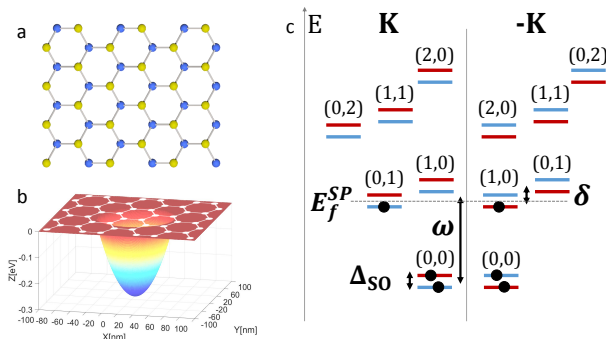 a
b
Z[eV]
0
-0.1
-0.2
-0.3
-100 -80 -60 -40 -20 0 20 40 60 80 100
X[nm]
-100
-60
-20
20
60
100
Y[nm]
c
E
K
-K
(2,0)
(0,2)
(1,1)
(1,1)
(0,2)
(2,0)
(1,0)
(0,1)
(0,1)
(1,0)
E_f^SP
δ
ω
(0,0)
(0,0)
Δ_SO